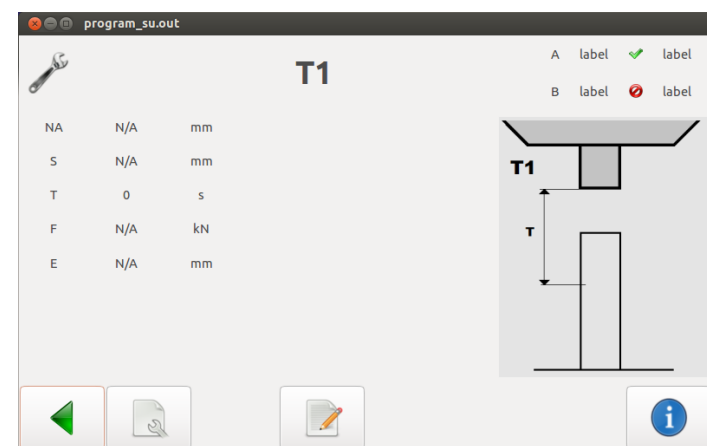 program_su.out
T1
A label label
B label label
NA N/A mm
S N/A mm
T 0 s
F N/A kN
E N/A mm
T1
T